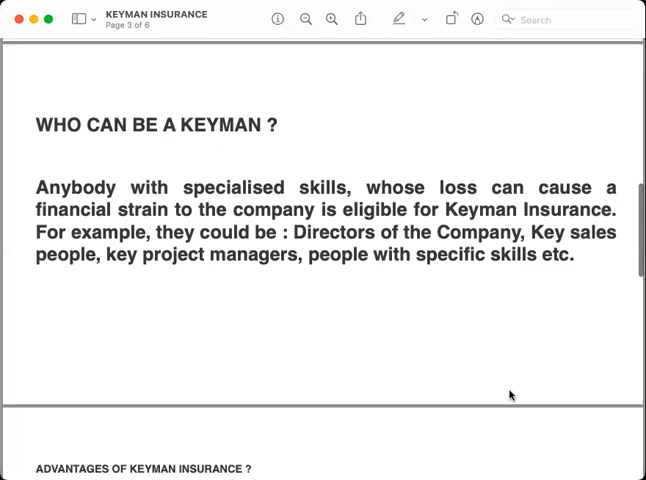 KEYMAN INSURANCE
Page 3 of 6
Search
WHO CAN BE A KEYMAN ?
Anybody with specialised skills, whose loss can cause a
financial strain to the company is eligible for Keyman Insurance.
For example, they could be : Directors of the Company, Key sales
people, key project managers, people with specific skills etc.
ADVANTAGES OF KEYMAN INSURANCE ?